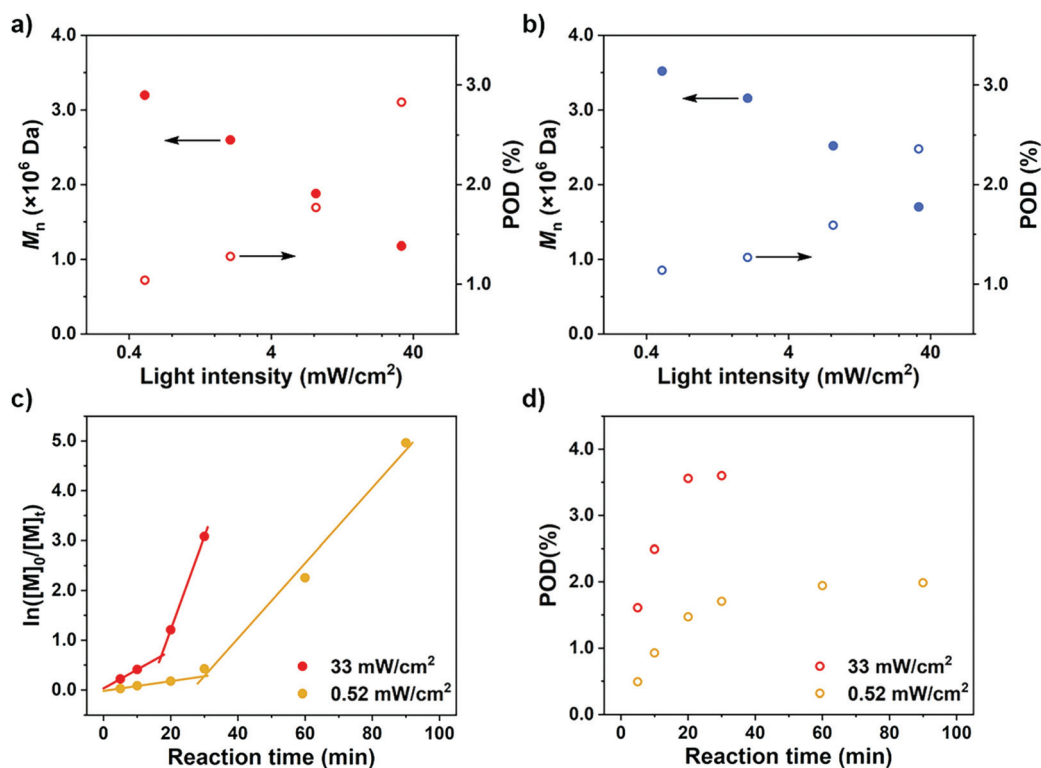 a)
4.0
3.0
2.0
1.0
0.0
Mn (×10⁶ Da)
3.0
2.0
1.0
POD (%)
0.4
4
40
Light intensity (mW/cm²)
b)
4.0
3.0
2.0
1.0
0.0
Mn (×10⁶ Da)
3.0
2.0
1.0
POD (%)
0.4
4
40
Light intensity (mW/cm²)
c)
5.0
4.0
3.0
2.0
1.0
0.0
ln([M]₀/[M]ₜ)
33 mW/cm²
0.52 mW/cm²
0
20
40
60
80
100
Reaction time (min)
d)
4.0
3.0
2.0
1.0
0.0
POD(%)
33 mW/cm²
0.52 mW/cm²
0
20
40
60
80
100
Reaction time (min)